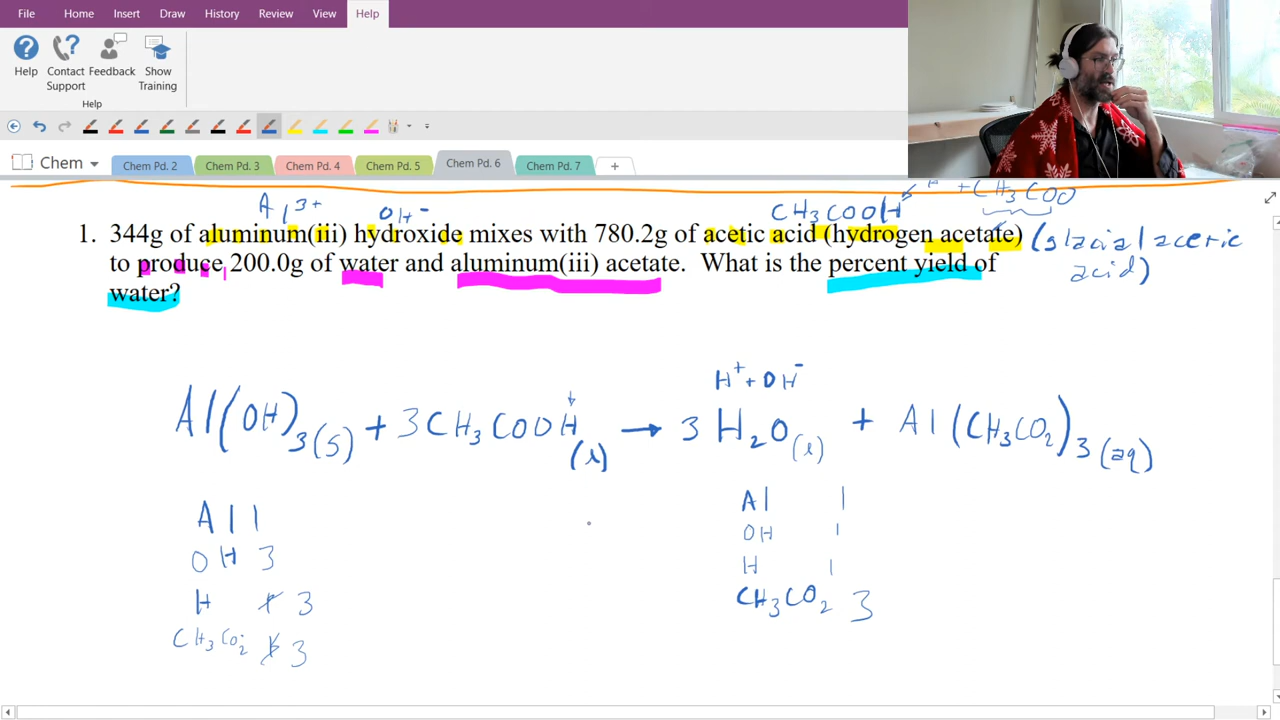 File Home Insert Draw History Review View Help
Help Contact Support Feedback Show Training
Help
Chem Chem Pd. 2 Chem Pd. 3 Chem Pd. 4 Chem Pd. 5 Chem Pd. 6 Chem Pd. 7 +
H + CH3COO
Al3+ OH- CH3COOH
1. 344g of aluminum(iii) hydroxide mixes with 780.2g of acetic acid (hydrogen acetate) (glacial acetic
to produce 200.0g of water and aluminum(iii) acetate. What is the percent yield of acid)
water?
H+ + OH-
Al(OH)3(s) + 3CH3COOH(l) → 3 H2O(l) + Al(CH3CO2)3(aq)
Al 1
OH 3
H 1 3
CH3CO2- 1 3
Al 1
OH 1
H 1
CH3CO2 3